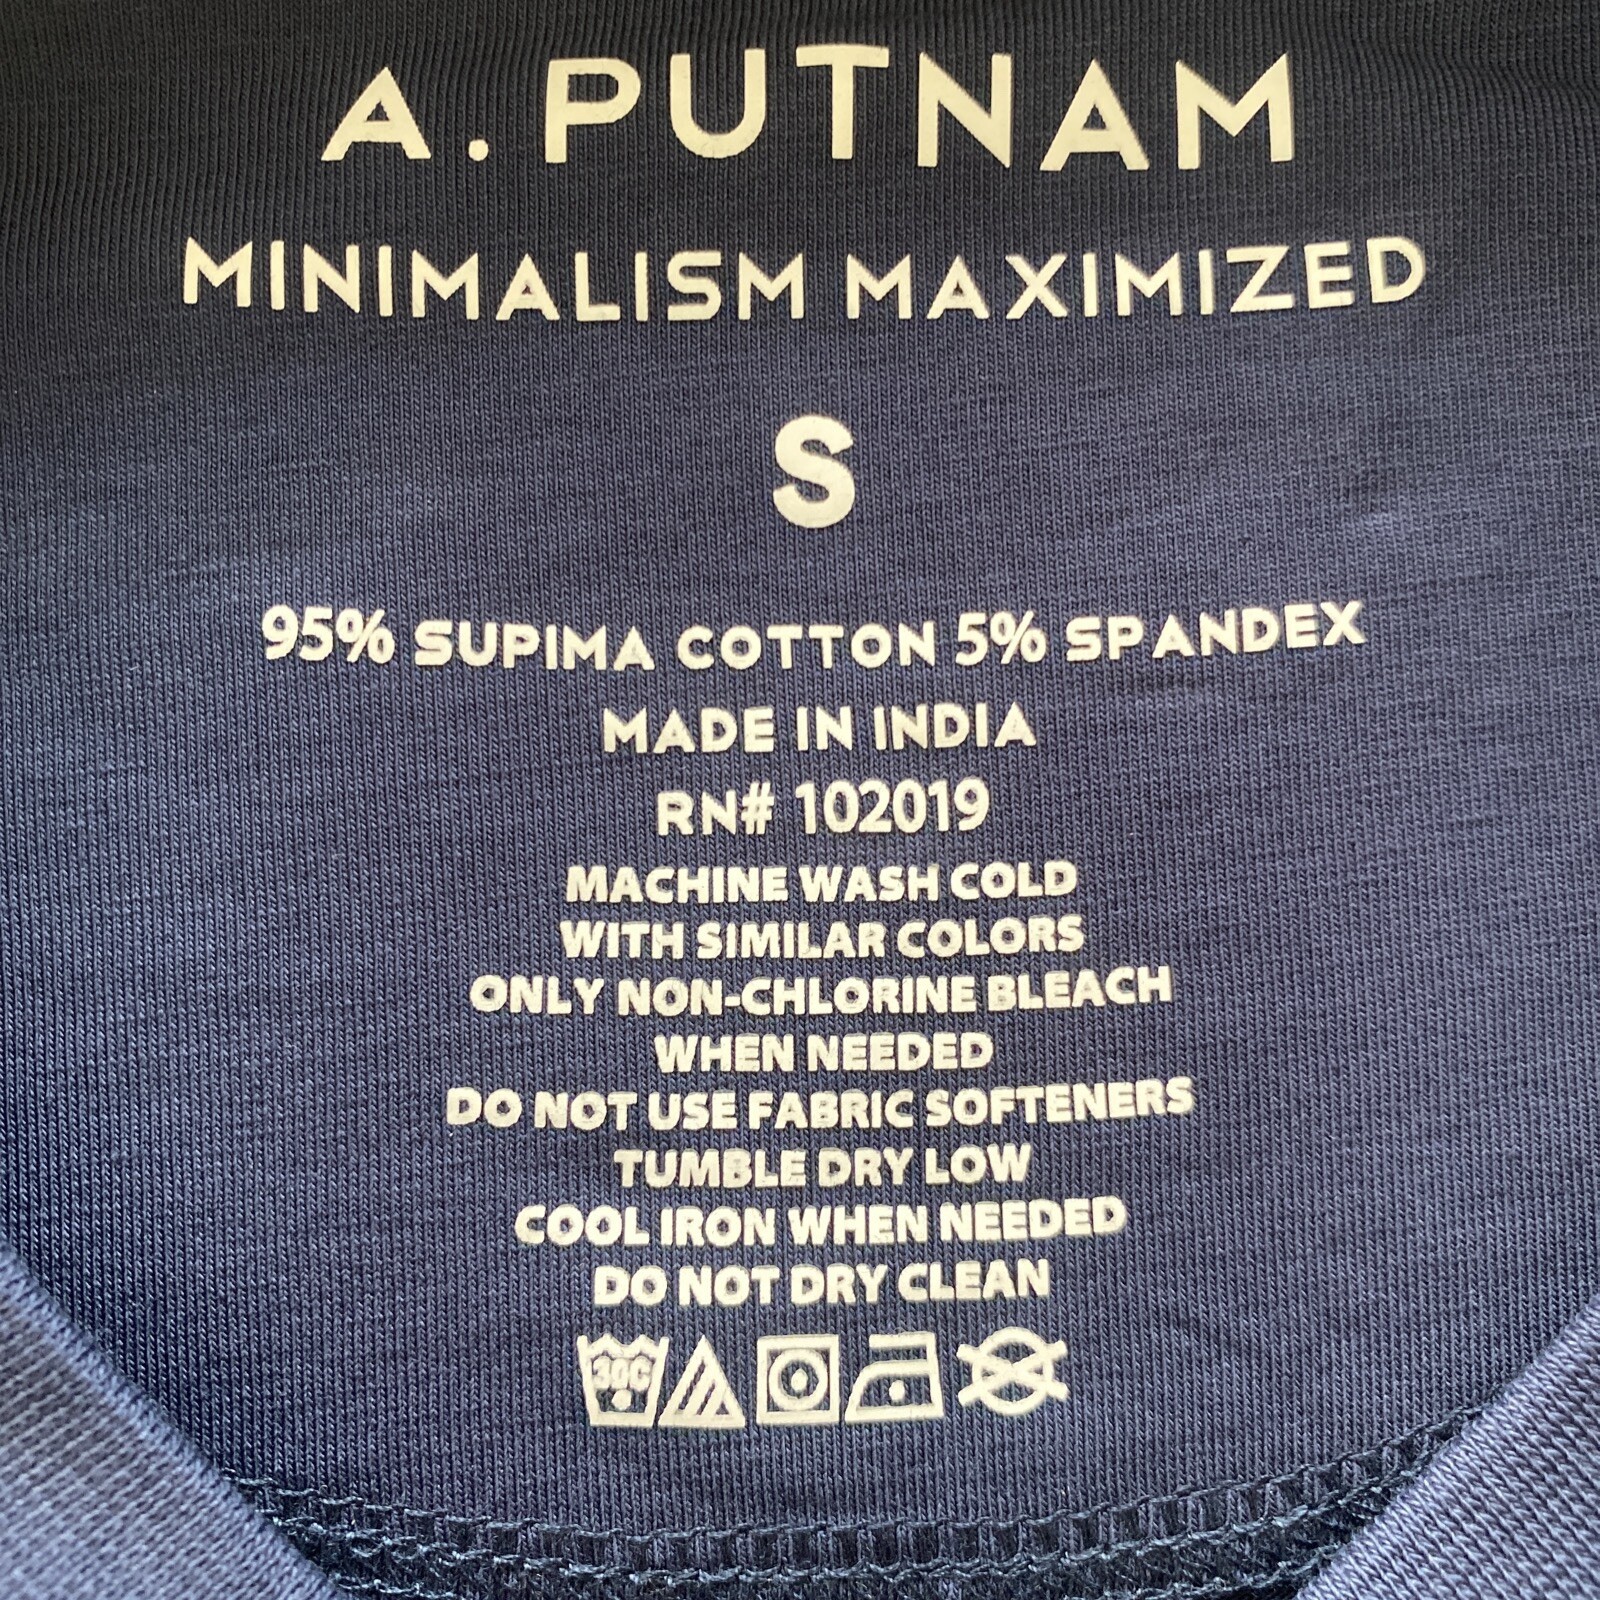 A. PUTNAM
MINIMALISM MAXIMIZED
S
95% SUPIMA COTTON 5% SPANDEX
MADE IN INDIA
RN# 102019
MACHINE WASH COLD
WITH SIMILAR COLORS
ONLY NON-CHLORINE BLEACH
WHEN NEEDED
DO NOT USE FABRIC SOFTENERS
TUMBLE DRY LOW
COOL IRON WHEN NEEDED
DO NOT DRY CLEAN
30C